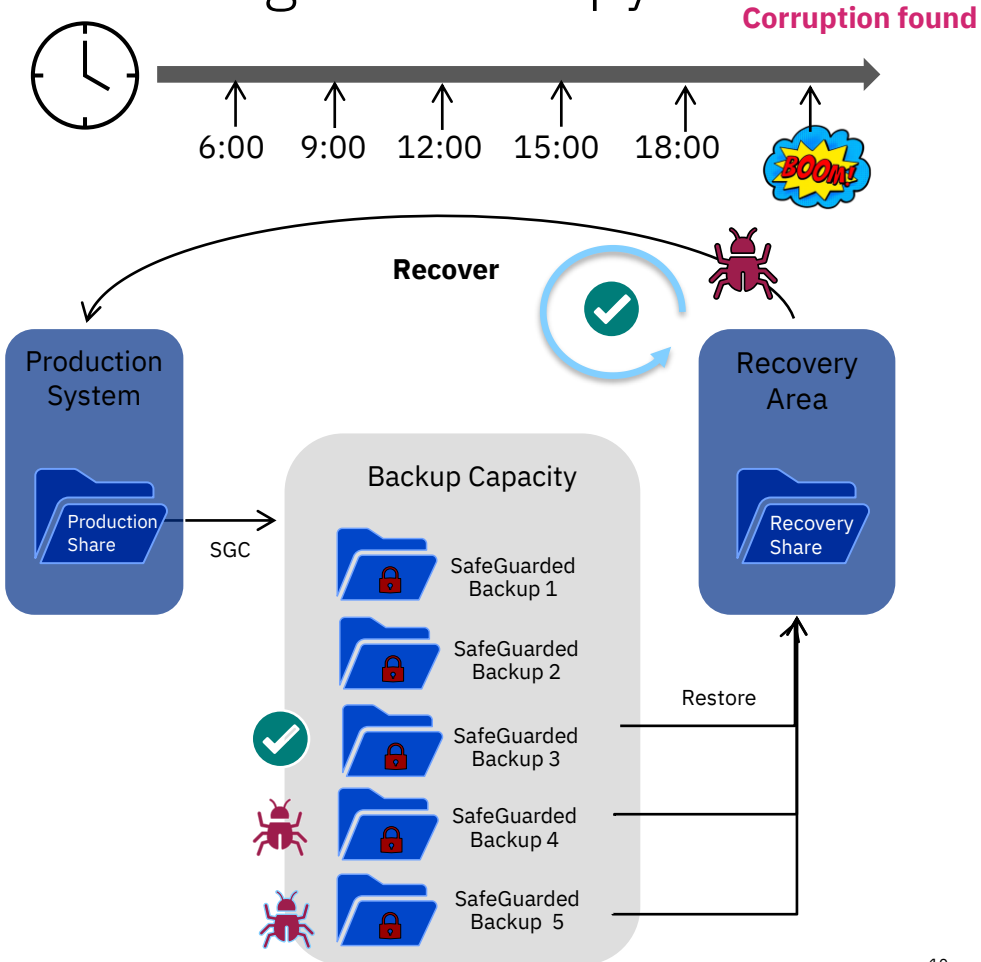 Corruption found
6:00 9:00 12:00 15:00 18:00
BOOM!
Recover
Production
System
Recovery
Area
Backup Capacity
Production
Share
SGC
Recovery
Share
SafeGuarded
Backup 1
SafeGuarded
Backup 2
Restore
SafeGuarded
Backup 3
SafeGuarded
Backup 4
SafeGuarded
Backup 5